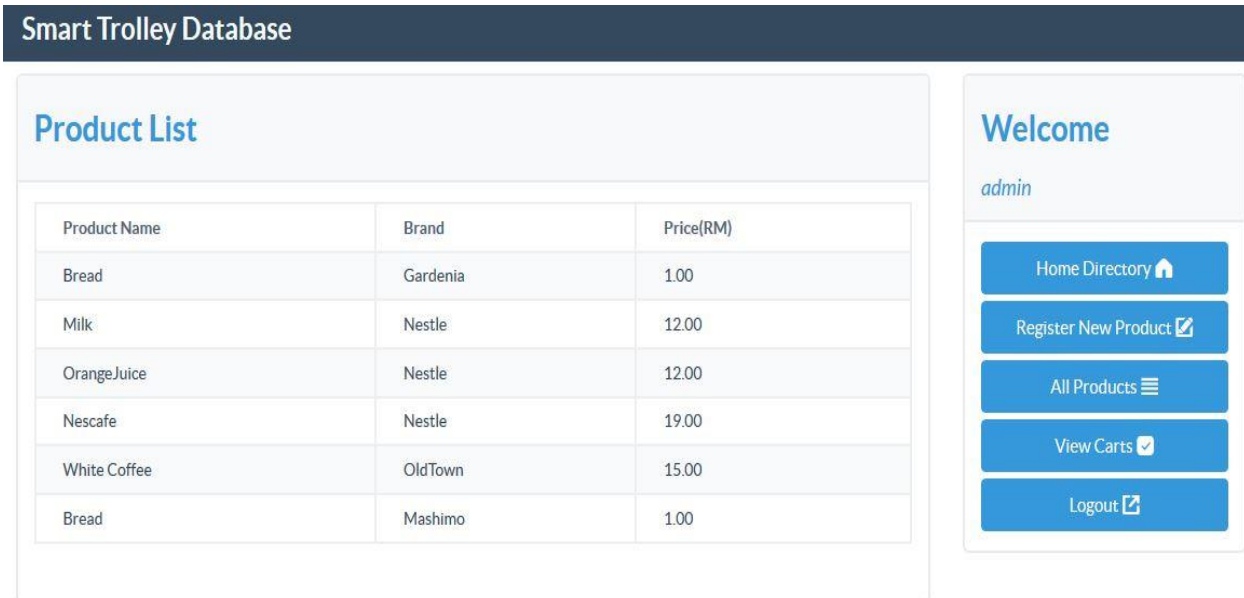 Smart Trolley Database
Product List
Product Name Brand Price(RM)
Bread Gardenia 1.00
Milk Nestle 12.00
OrangeJuice Nestle 12.00
Nescafe Nestle 19.00
White Coffee OldTown 15.00
Bread Mashimo 1.00
Welcome
admin
Home Directory
Register New Product
All Products
View Carts
Logout